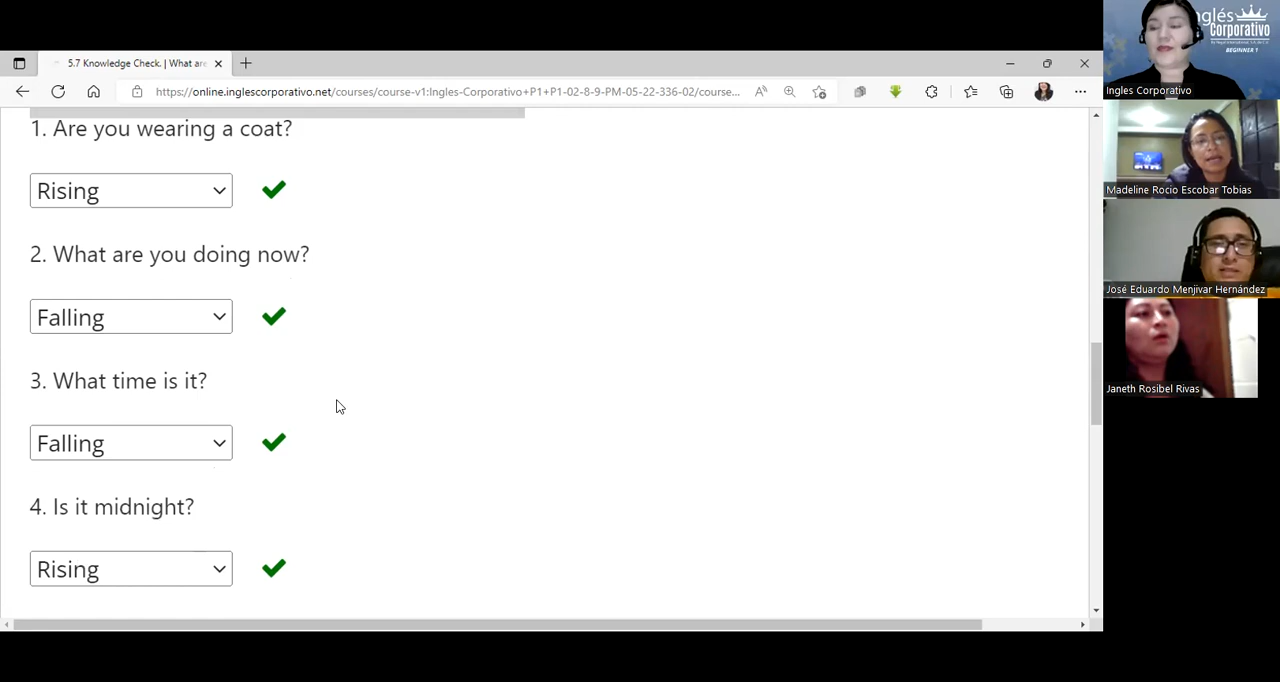 5.7 Knowledge Check. | What are
https://online.inglescorporativo.net/courses/course-v1:Ingles-Corporativo+P1+P1-02-8-9-PM-05-22-336-02/course...
1. Are you wearing a coat?
Rising
2. What are you doing now?
Falling
3. What time is it?
Falling
4. Is it midnight?
Rising
Inglés
Corporativo
BEGINNER 1
Ingles Corporativo
Madeline Rocio Escobar Tobias
José Eduardo Menjivar Hernández
Janeth Rosibel Rivas